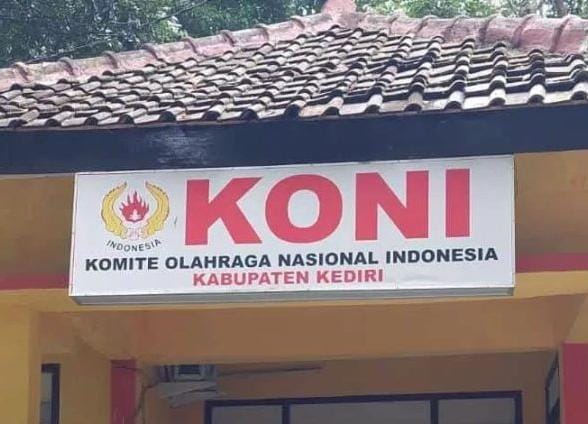 KONI
INDONESIA
KOMITE OLAHRAGA NASIONAL INDONESIA
KABUPATEN KEDIRI